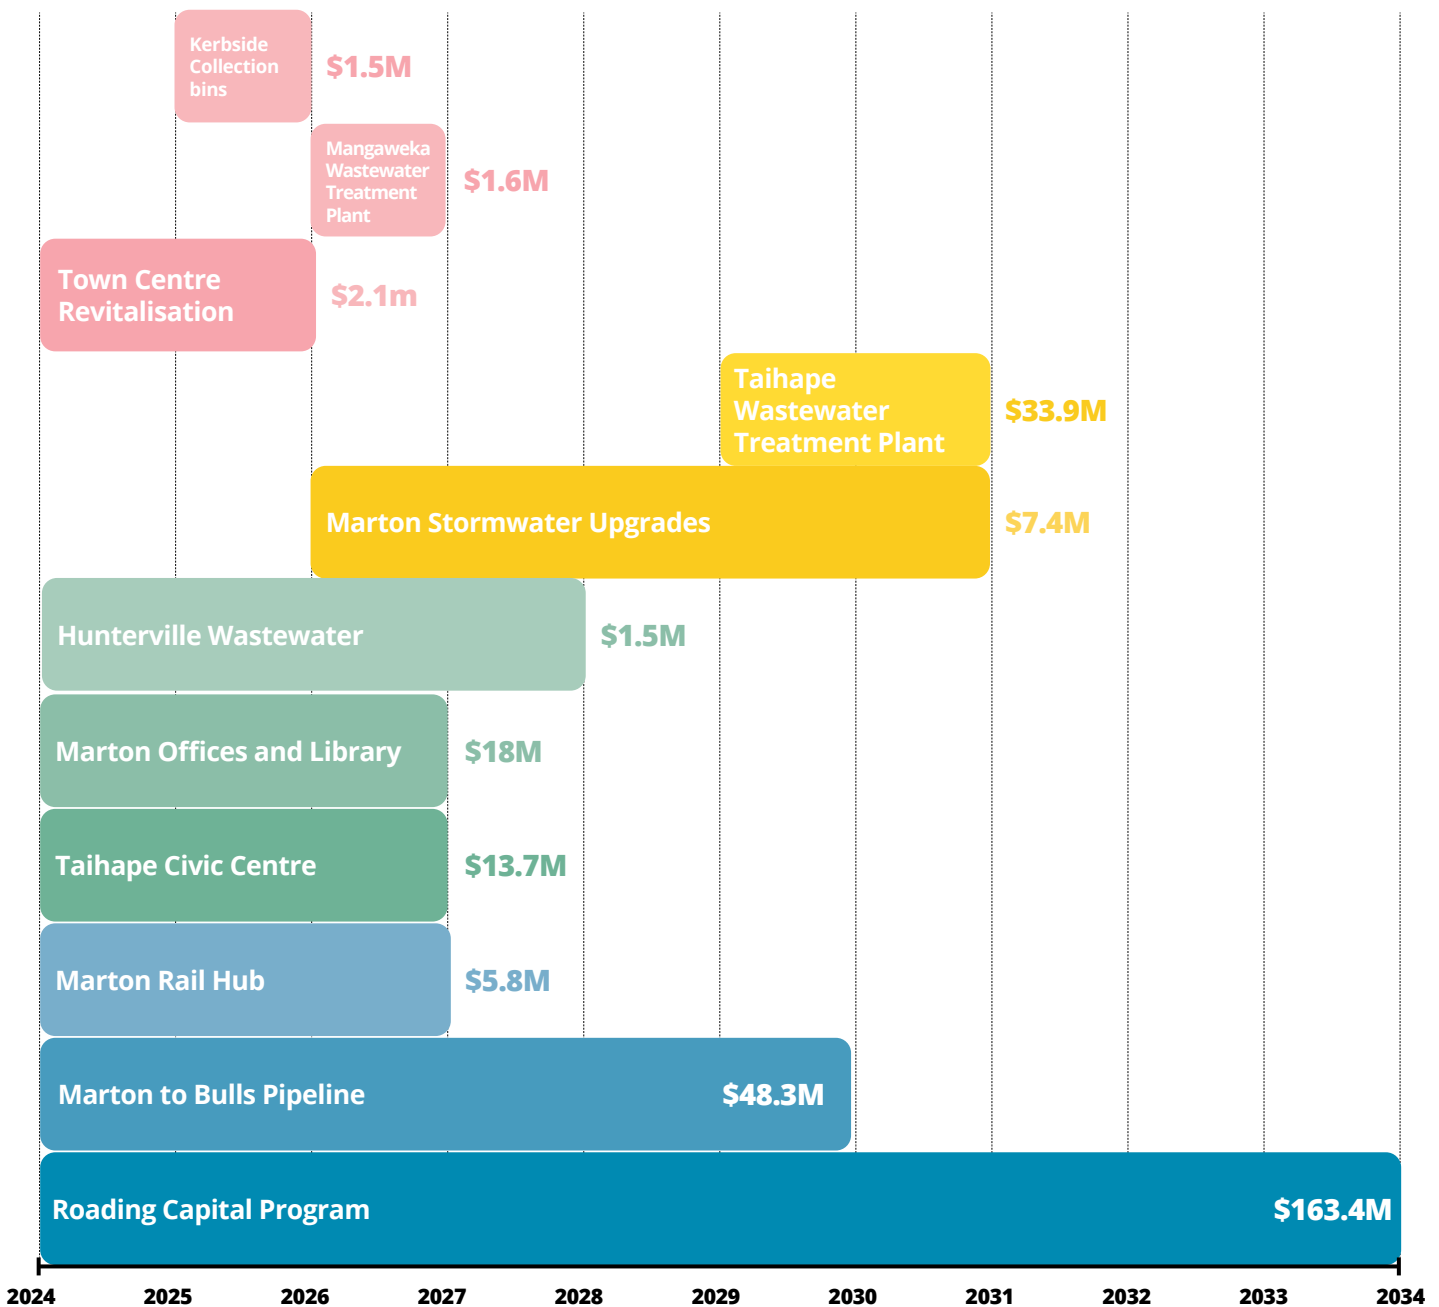 Kerbside
Collection
bins
$1.5M
Mangaweka
Wastewater
Treatment
Plant
$1.6M
Town Centre
Revitalisation
$2.1m
Taihape
Wastewater
Treatment Plant
$33.9M
Marton Stormwater Upgrades
$7.4M
Hunterville Wastewater
$1.5M
Marton Offices and Library
$18M
Taihape Civic Centre
$13.7M
Marton Rail Hub
$5.8M
Marton to Bulls Pipeline
$48.3M
Roading Capital Program
$163.4M
2024 2025 2026 2027 2028 2029 2030 2031 2032 2033 2034